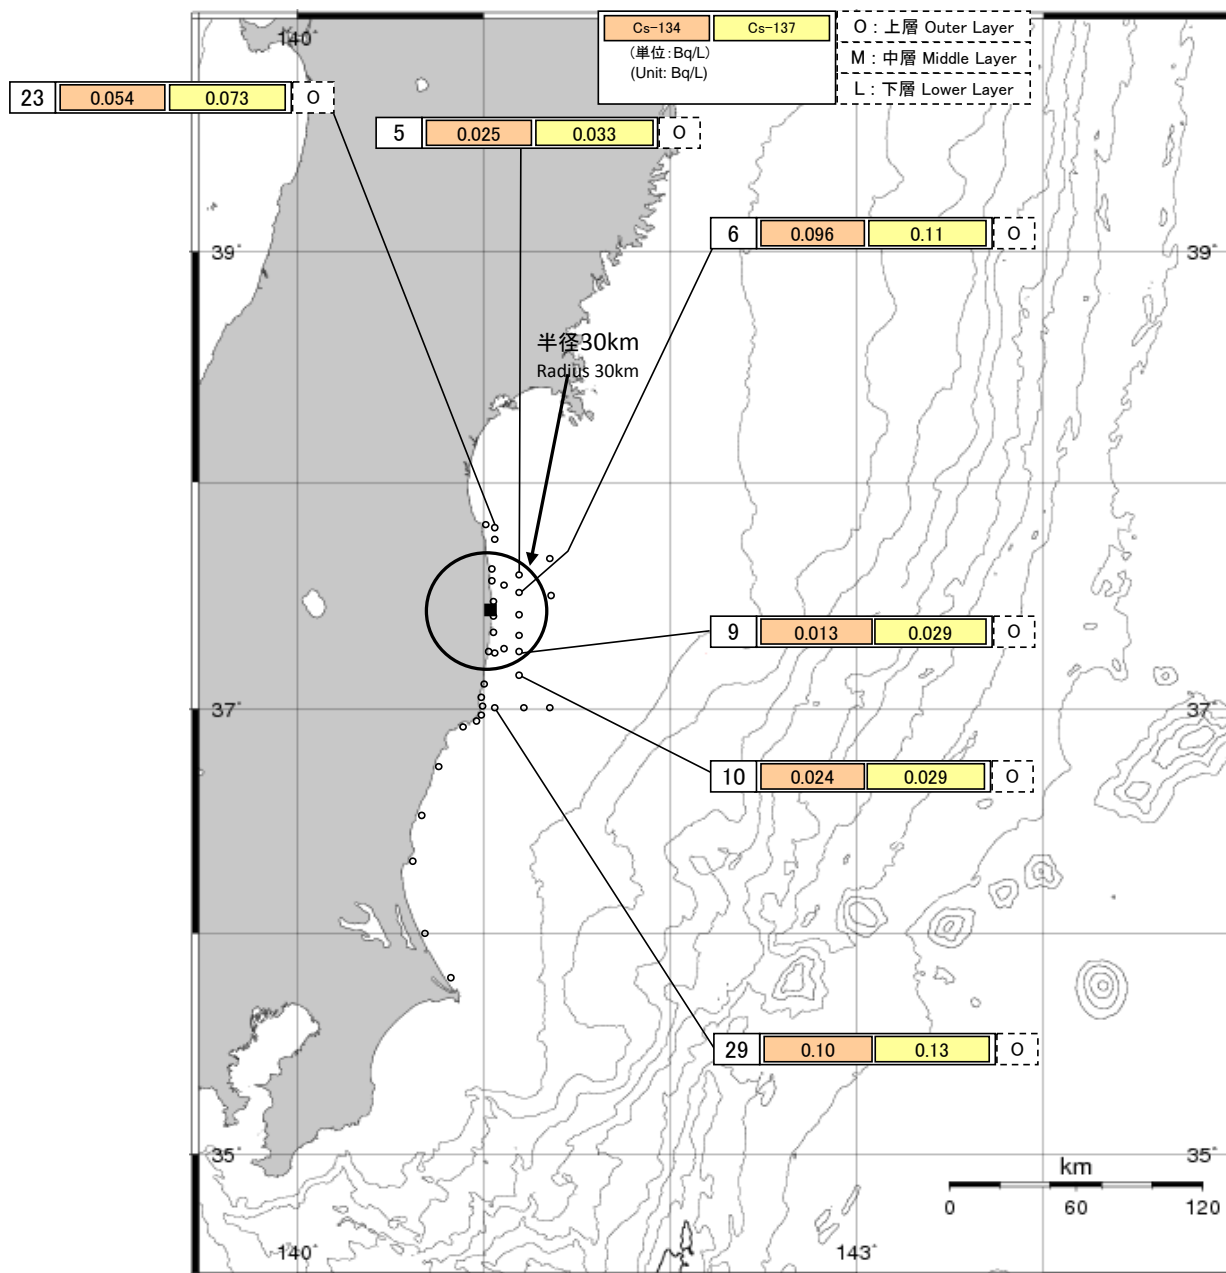 140°
Cs-134 Cs-137
(単位:Bq/L)
(Unit: Bq/L)
O : 上層 Outer Layer
M : 中層 Middle Layer
L : 下層 Lower Layer
23 0.054 0.073 O
5 0.025 0.033 O
6 0.096 0.11 O
39° 39°
半径30km
Radius 30km
9 0.013 0.029 O
37° 37°
10 0.024 0.029 O
29 0.10 0.13 O
35° 35°
km
0 60 120
140° 143°